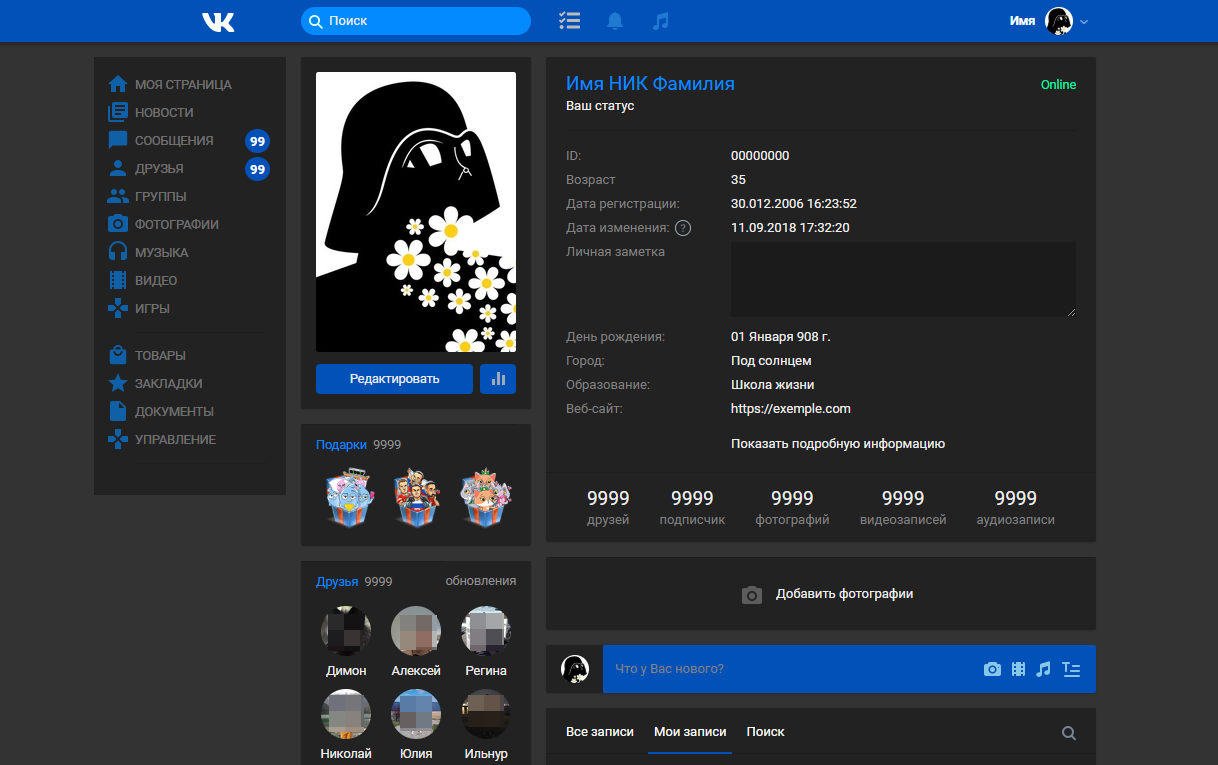 Поиск
Имя
МОЯ СТРАНИЦА
НОВОСТИ
СООБЩЕНИЯ 99
ДРУЗЬЯ 99
ГРУППЫ
ФОТОГРАФИИ
МУЗЫКА
ВИДЕО
ИГРЫ
ТОВАРЫ
ЗАКЛАДКИ
ДОКУМЕНТЫ
УПРАВЛЕНИЕ
Редактировать
Подарки 9999
Друзья 9999 обновления
Димон Алексей Регина
Николай Юлия Ильнур
Имя НИК Фамилия Online
Ваш статус
ID: 00000000
Возраст 35
Дата регистрации: 30.012.2006 16:23:52
Дата изменения: ? 11.09.2018 17:32:20
Личная заметка
День рождения: 01 Января 908 г.
Город: Под солнцем
Образование: Школа жизни
Веб-сайт: https://exemple.com
Показать подробную информацию
9999 9999 9999 9999 9999
друзей подписчик фотографий видеозаписей аудиозаписи
Добавить фотографии
Что у Вас нового?
Все записи Мои записи Поиск